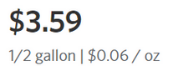 $3.59
1/2 gallon | $0.06 / oz